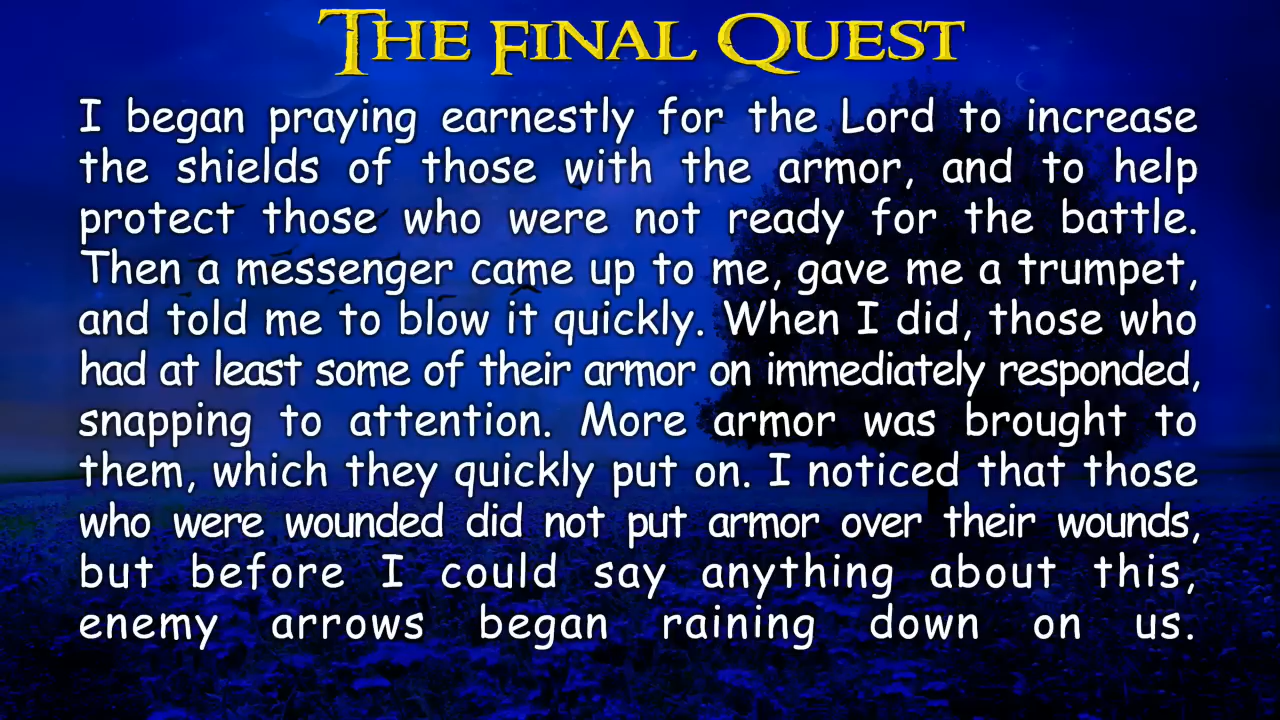 The Final Quest
I began praying earnestly for the Lord to increase
the shields of those with the armor, and to help
protect those who were not ready for the battle.
Then a messenger came up to me, gave me a trumpet,
and told me to blow it quickly. When I did, those who
had at least some of their armor on immediately responded,
snapping to attention. More armor was brought to
them, which they quickly put on. I noticed that those
who were wounded did not put armor over their wounds,
but before I could say anything about this,
enemy arrows began raining down on us.